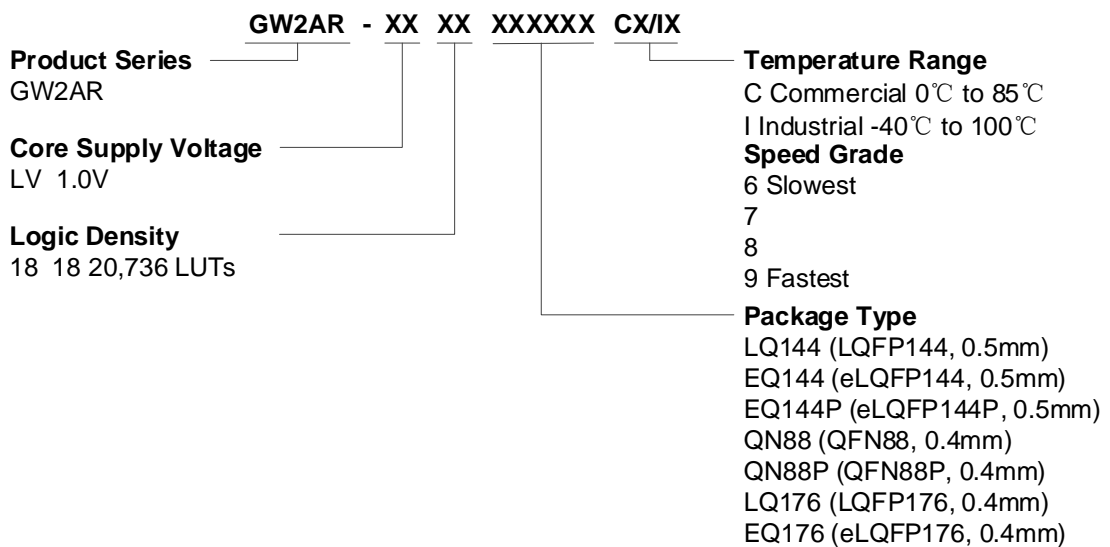 GW2AR - XX XX XXXXXX CX/IX
Product Series
GW2AR
Core Supply Voltage
LV 1.0V
Logic Density
18 18 20,736 LUTs
Temperature Range
C Commercial 0℃ to 85℃
I Industrial -40℃ to 100℃
Speed Grade
6 Slowest
7
8
9 Fastest
Package Type
LQ144 (LQFP144, 0.5mm)
EQ144 (eLQFP144, 0.5mm)
EQ144P (eLQFP144P, 0.5mm)
QN88 (QFN88, 0.4mm)
QN88P (QFN88P, 0.4mm)
LQ176 (LQFP176, 0.4mm)
EQ176 (eLQFP176, 0.4mm)